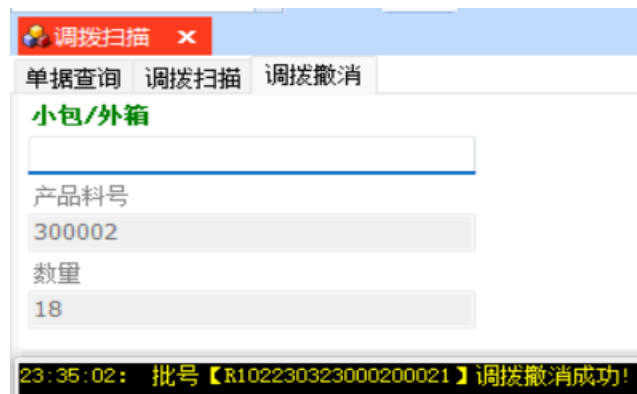 调拨扫描 ×
单据查询 调拨扫描 调拨撤消
小包/外箱
产品料号
300002
数量
18
23:35:02: 批号【R102230323000200021】调拨撤消成功!